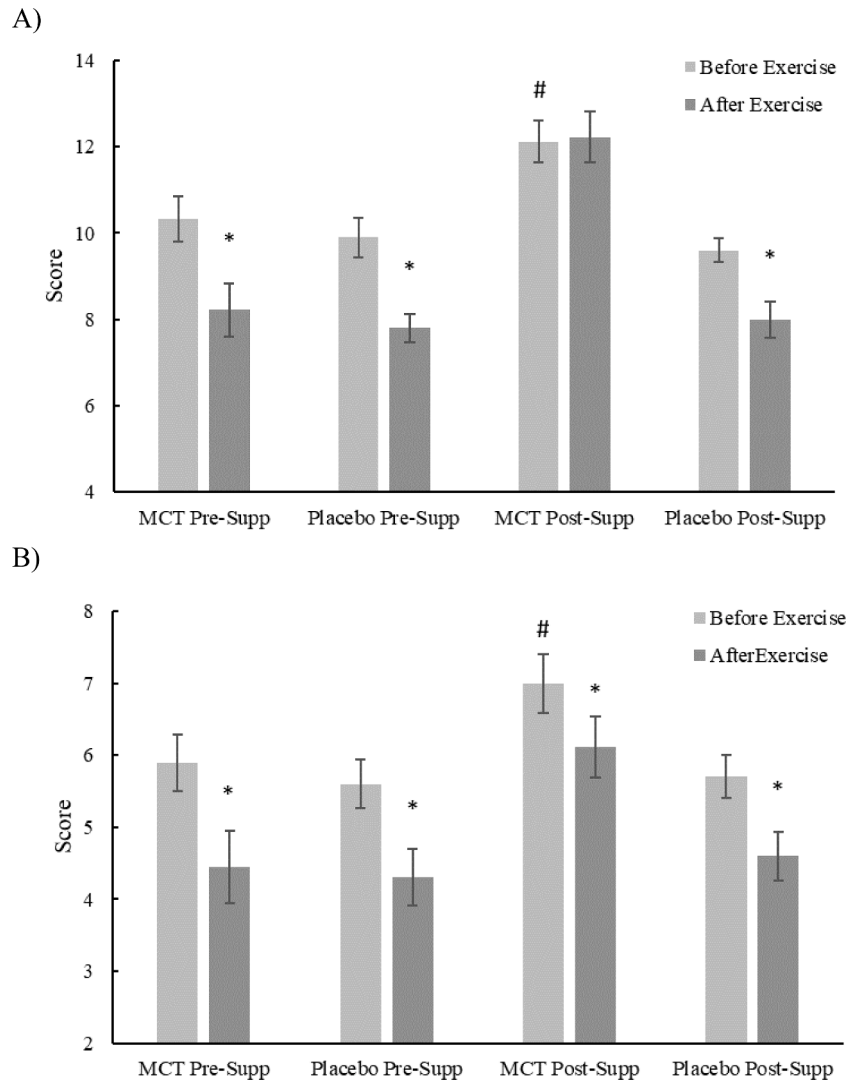 A)
14
12
10
8
6
4
Score
Before Exercise
After Exercise
#
*
*
*
MCT Pre-Supp
Placebo Pre-Supp
MCT Post-Supp
Placebo Post-Supp
B)
8
7
6
5
4
3
2
Score
Before Exercise
AfterExercise
#
*
*
*
*
MCT Pre-Supp
Placebo Pre-Supp
MCT Post-Supp
Placebo Post-Supp